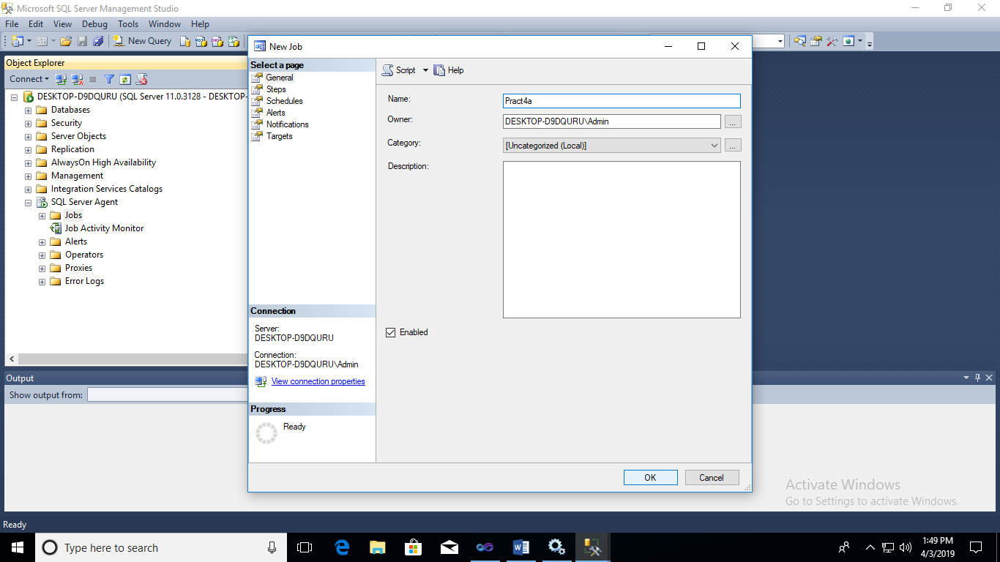 Microsoft SQL Server Management Studio
File Edit View Debug Tools Window Help
New Query
Object Explorer
Connect
DESKTOP-D9DQURU (SQL Server 11.0.3128 - DESKTOP-
Databases
Security
Server Objects
Replication
AlwaysOn High Availability
Management
Integration Services Catalogs
SQL Server Agent
Jobs
Job Activity Monitor
Alerts
Operators
Proxies
Error Logs
New Job
Select a page
General
Steps
Schedules
Alerts
Notifications
Targets
Connection
Server:
DESKTOP-D9DQURU
Connection:
DESKTOP-D9DQURU\Admin
View connection properties
Progress
Ready
Script Help
Name: Pract4a
Owner: DESKTOP-D9DQURU\Admin ...
Category: [Uncategorized (Local)] ...
Description:
Enabled
OK Cancel
Output
Show output from:
Activate Windows
Go to Settings to activate Windows.
Ready
Type here to search
1:49 PM
4/3/2019